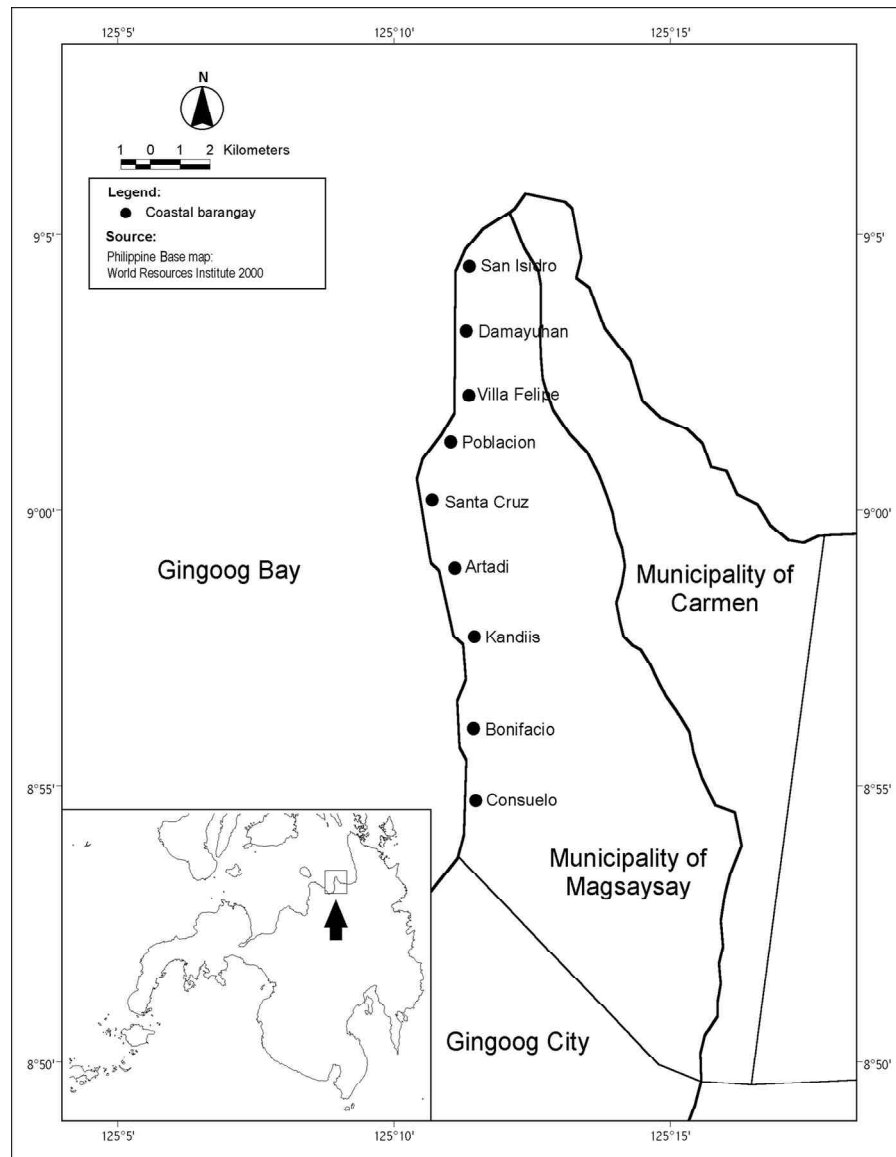 125°5'
125°10'
125°15'
N
1 0 1 2 Kilometers
Legend:
Coastal barangay
Source:
Philippine Base map:
World Resources Institute 2000
9°5'
9°5'
San Isidro
Damayuhan
Villa Felipe
Poblacion
9°00'
9°00'
Santa Cruz
Artadi
Gingoog Bay
Municipality of
Carmen
Kandiis
Bonifacio
8°55'
8°55'
Consuelo
Municipality of
Magsaysay
Gingoog City
8°50'
8°50'
125°5'
125°10'
125°15'